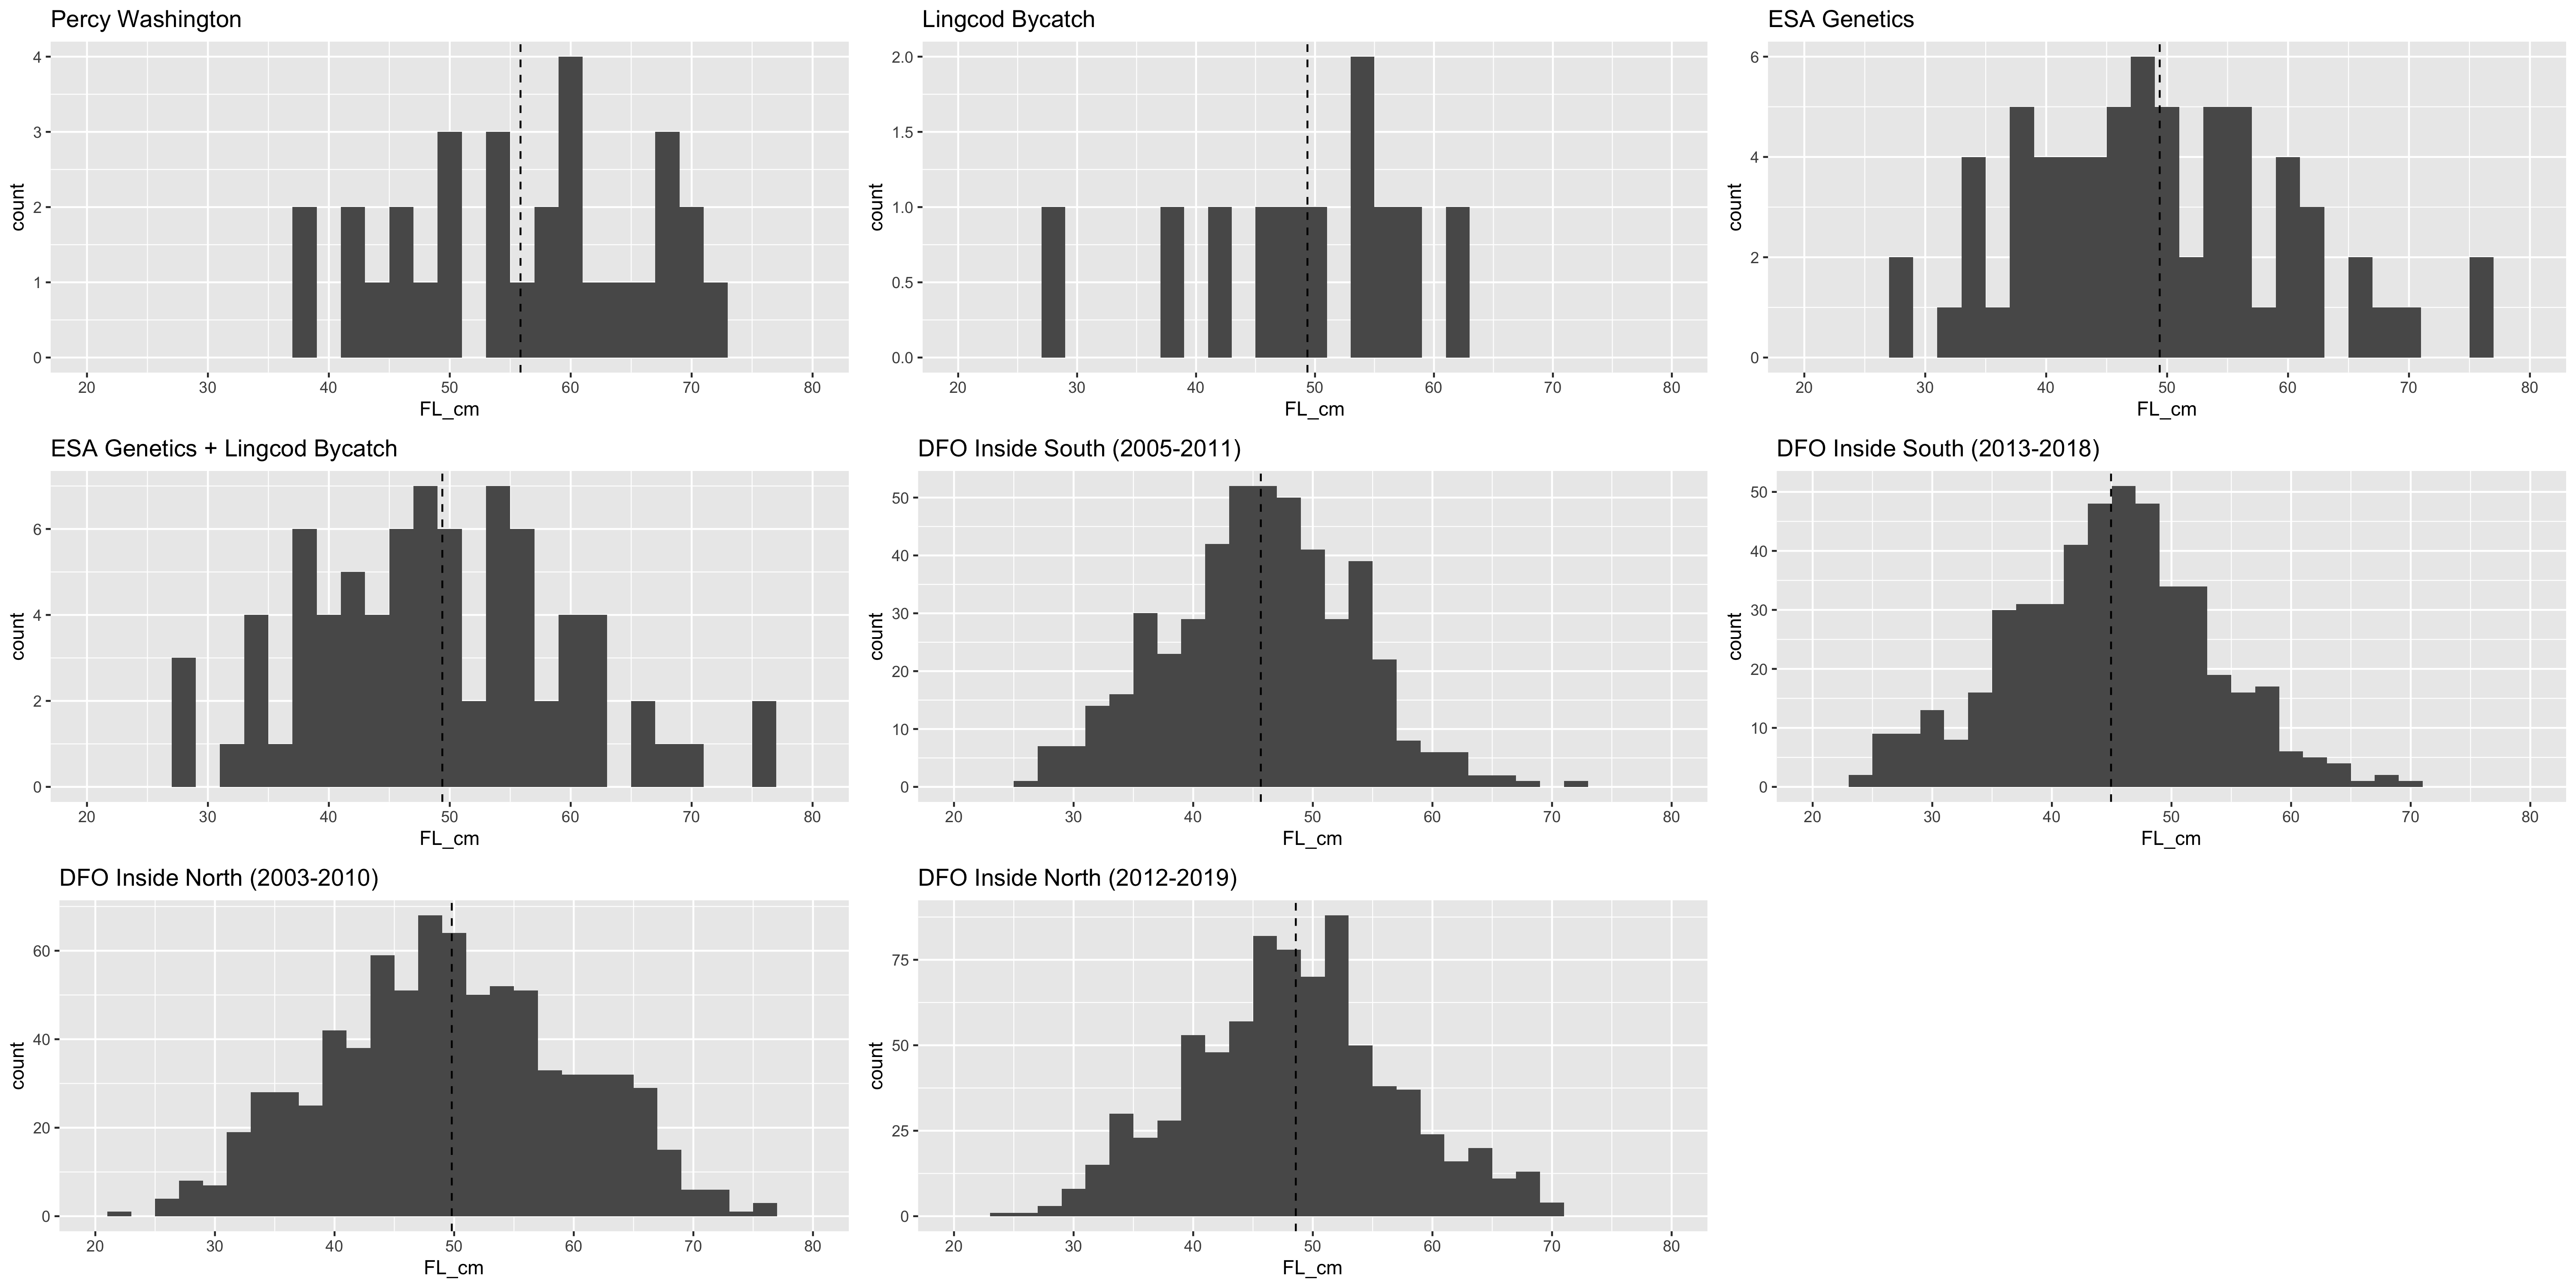 Percy Washington
4
3
2
1
0
count
20 30 40 50 60 70 80
FL_cm
Lingcod Bycatch
2.0
1.5
1.0
0.5
0.0
count
20 30 40 50 60 70 80
FL_cm
ESA Genetics
6
4
2
0
count
20 30 40 50 60 70 80
FL_cm
ESA Genetics + Lingcod Bycatch
6
4
2
0
count
20 30 40 50 60 70 80
FL_cm
DFO Inside South (2005-2011)
50
40
30
20
10
0
count
20 30 40 50 60 70 80
FL_cm
DFO Inside South (2013-2018)
50
40
30
20
10
0
count
20 30 40 50 60 70 80
FL_cm
DFO Inside North (2003-2010)
60
40
20
0
count
20 30 40 50 60 70 80
FL_cm
DFO Inside North (2012-2019)
75
50
25
0
count
20 30 40 50 60 70 80
FL_cm